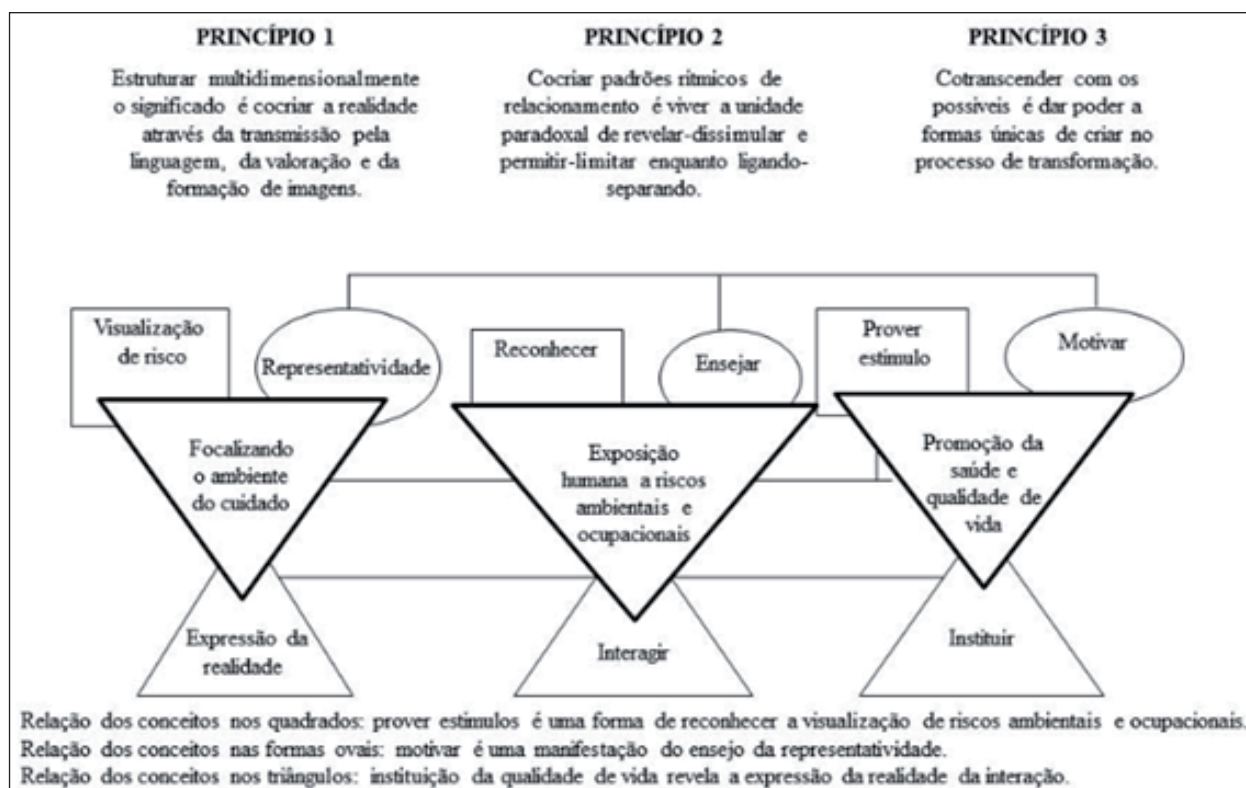 PRINCÍPIO 1
Estruturar multidimensionalmente
o significado é cocriar a realidade
através da transmissão pela
linguagem, da valoração e da
formação de imagens.
PRINCÍPIO 2
Cocriar padrões rítmicos de
relacionamento é viver a unidade
paradoxal de revelar-dissimular e
permitir-limitar enquanto ligando-
separando.
PRINCÍPIO 3
Cotranscender com os
possíveis é dar poder a
formas únicas de criar no
processo de transformação.
Visualização
de risco
Representatividade
Reconhecer
Ensejar
Prover
estimulo
Motivar
Focalizando
o ambiente
do cuidado
Exposição
humana a riscos
ambientais e
ocupacionais
Promoção da
saúde e
qualidade de
vida
Expressão da
realidade
Interagir
Instituir
Relação dos conceitos nos quadrados: prover estimulos é uma forma de reconhecer a visualização de riscos ambientais e ocupacionais.
Relação dos conceitos nas formas ovais: motivar é uma manifestação do ensejo da representatividade.
Relação dos conceitos nos triângulos: instituição da qualidade de vida revela a expressão da realidade da interação.